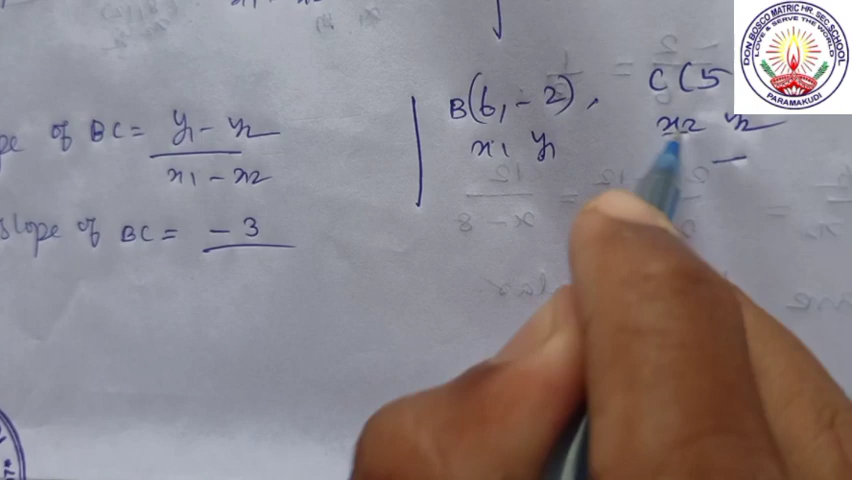 B(6, -2), C(5
x1 y1 x2 y2
of BC = y1 - y2
x1 - x2
slope of BC = -3
DON BOSCO MATRIC HR. SEC. SCHOOL
LOVE & SERVE THE WORLD
PARAMAKUDI